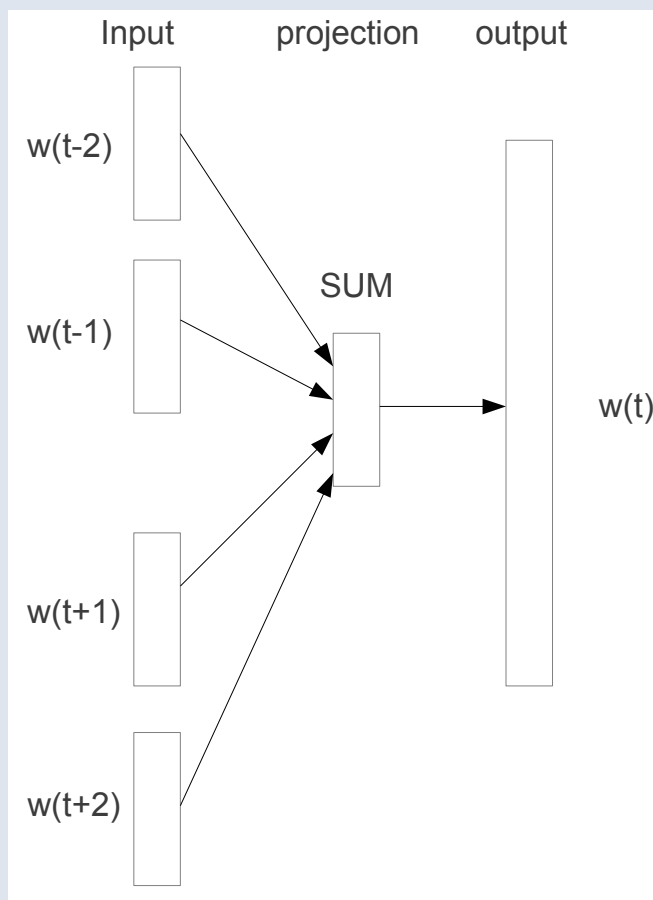 Input projection output
w(t-2)
SUM
w(t-1)
w(t)
w(t+1)
w(t+2)